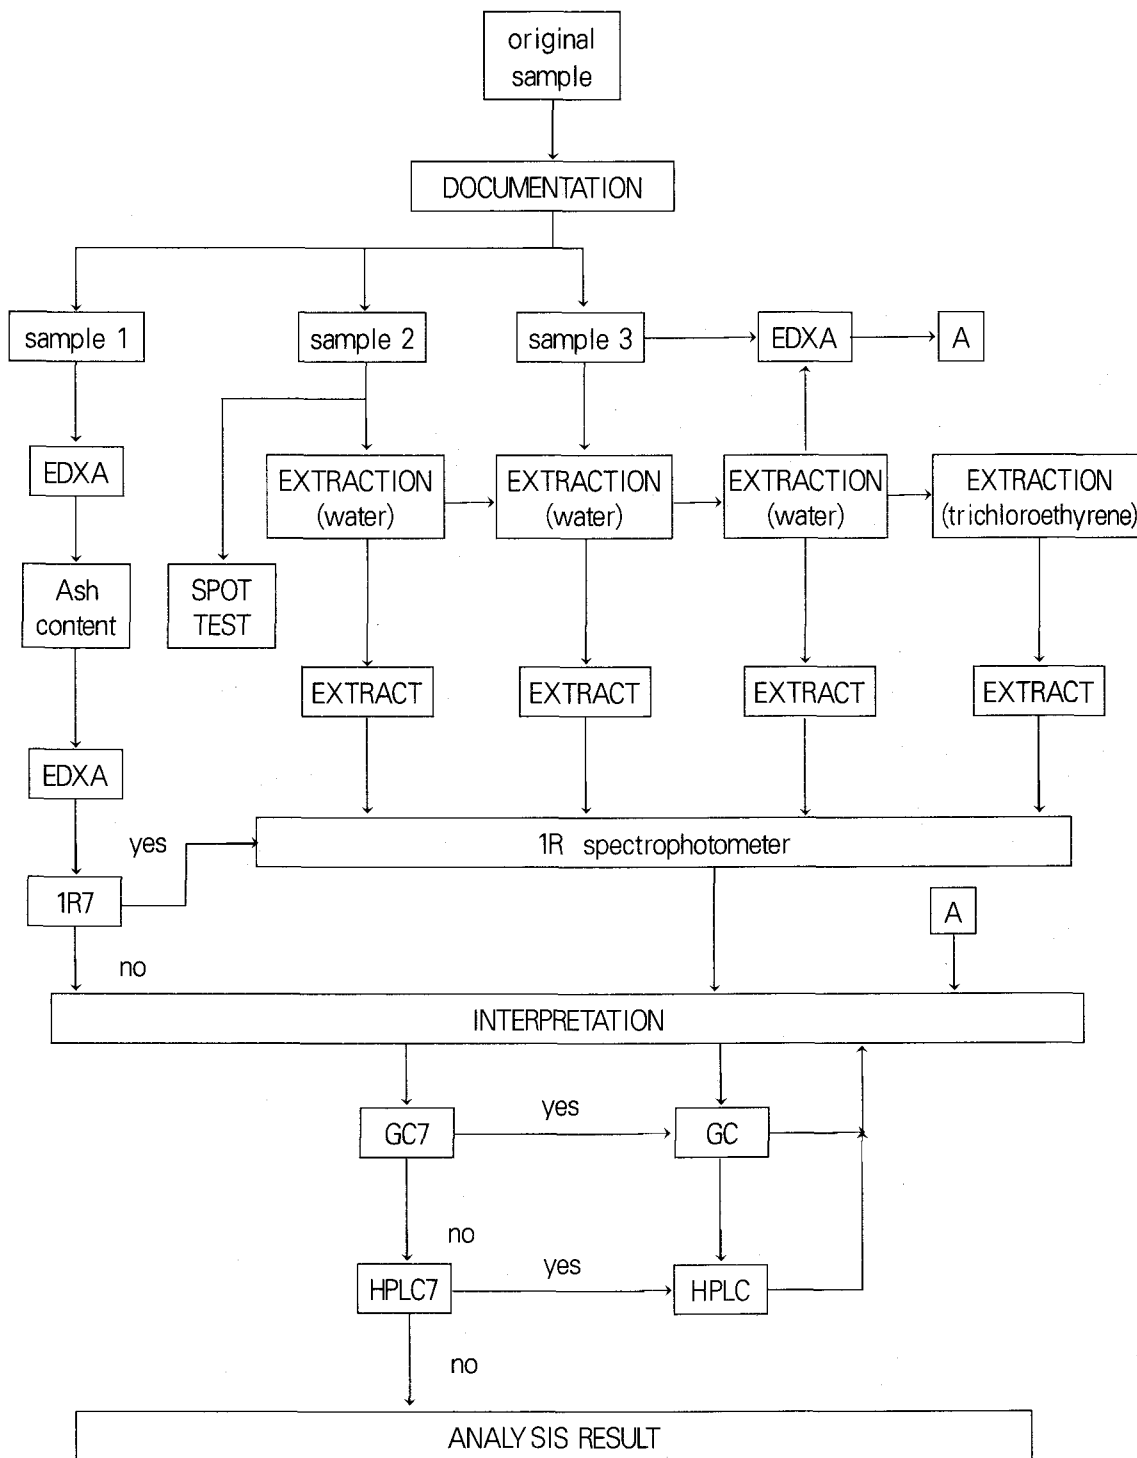 original
sample
DOCUMENTATION
sample 1
sample 2
sample 3
EDXA
A
EDXA
EXTRACTION
(water)
EXTRACTION
(water)
EXTRACTION
(water)
EXTRACTION
(trichloroethyrene)
Ash
content
SPOT
TEST
EXTRACT
EXTRACT
EXTRACT
EXTRACT
EDXA
yes
1R spectrophotometer
1R7
A
no
INTERPRETATION
GC7
yes
GC
no
HPLC7
yes
HPLC
no
ANALYSIS RESULT